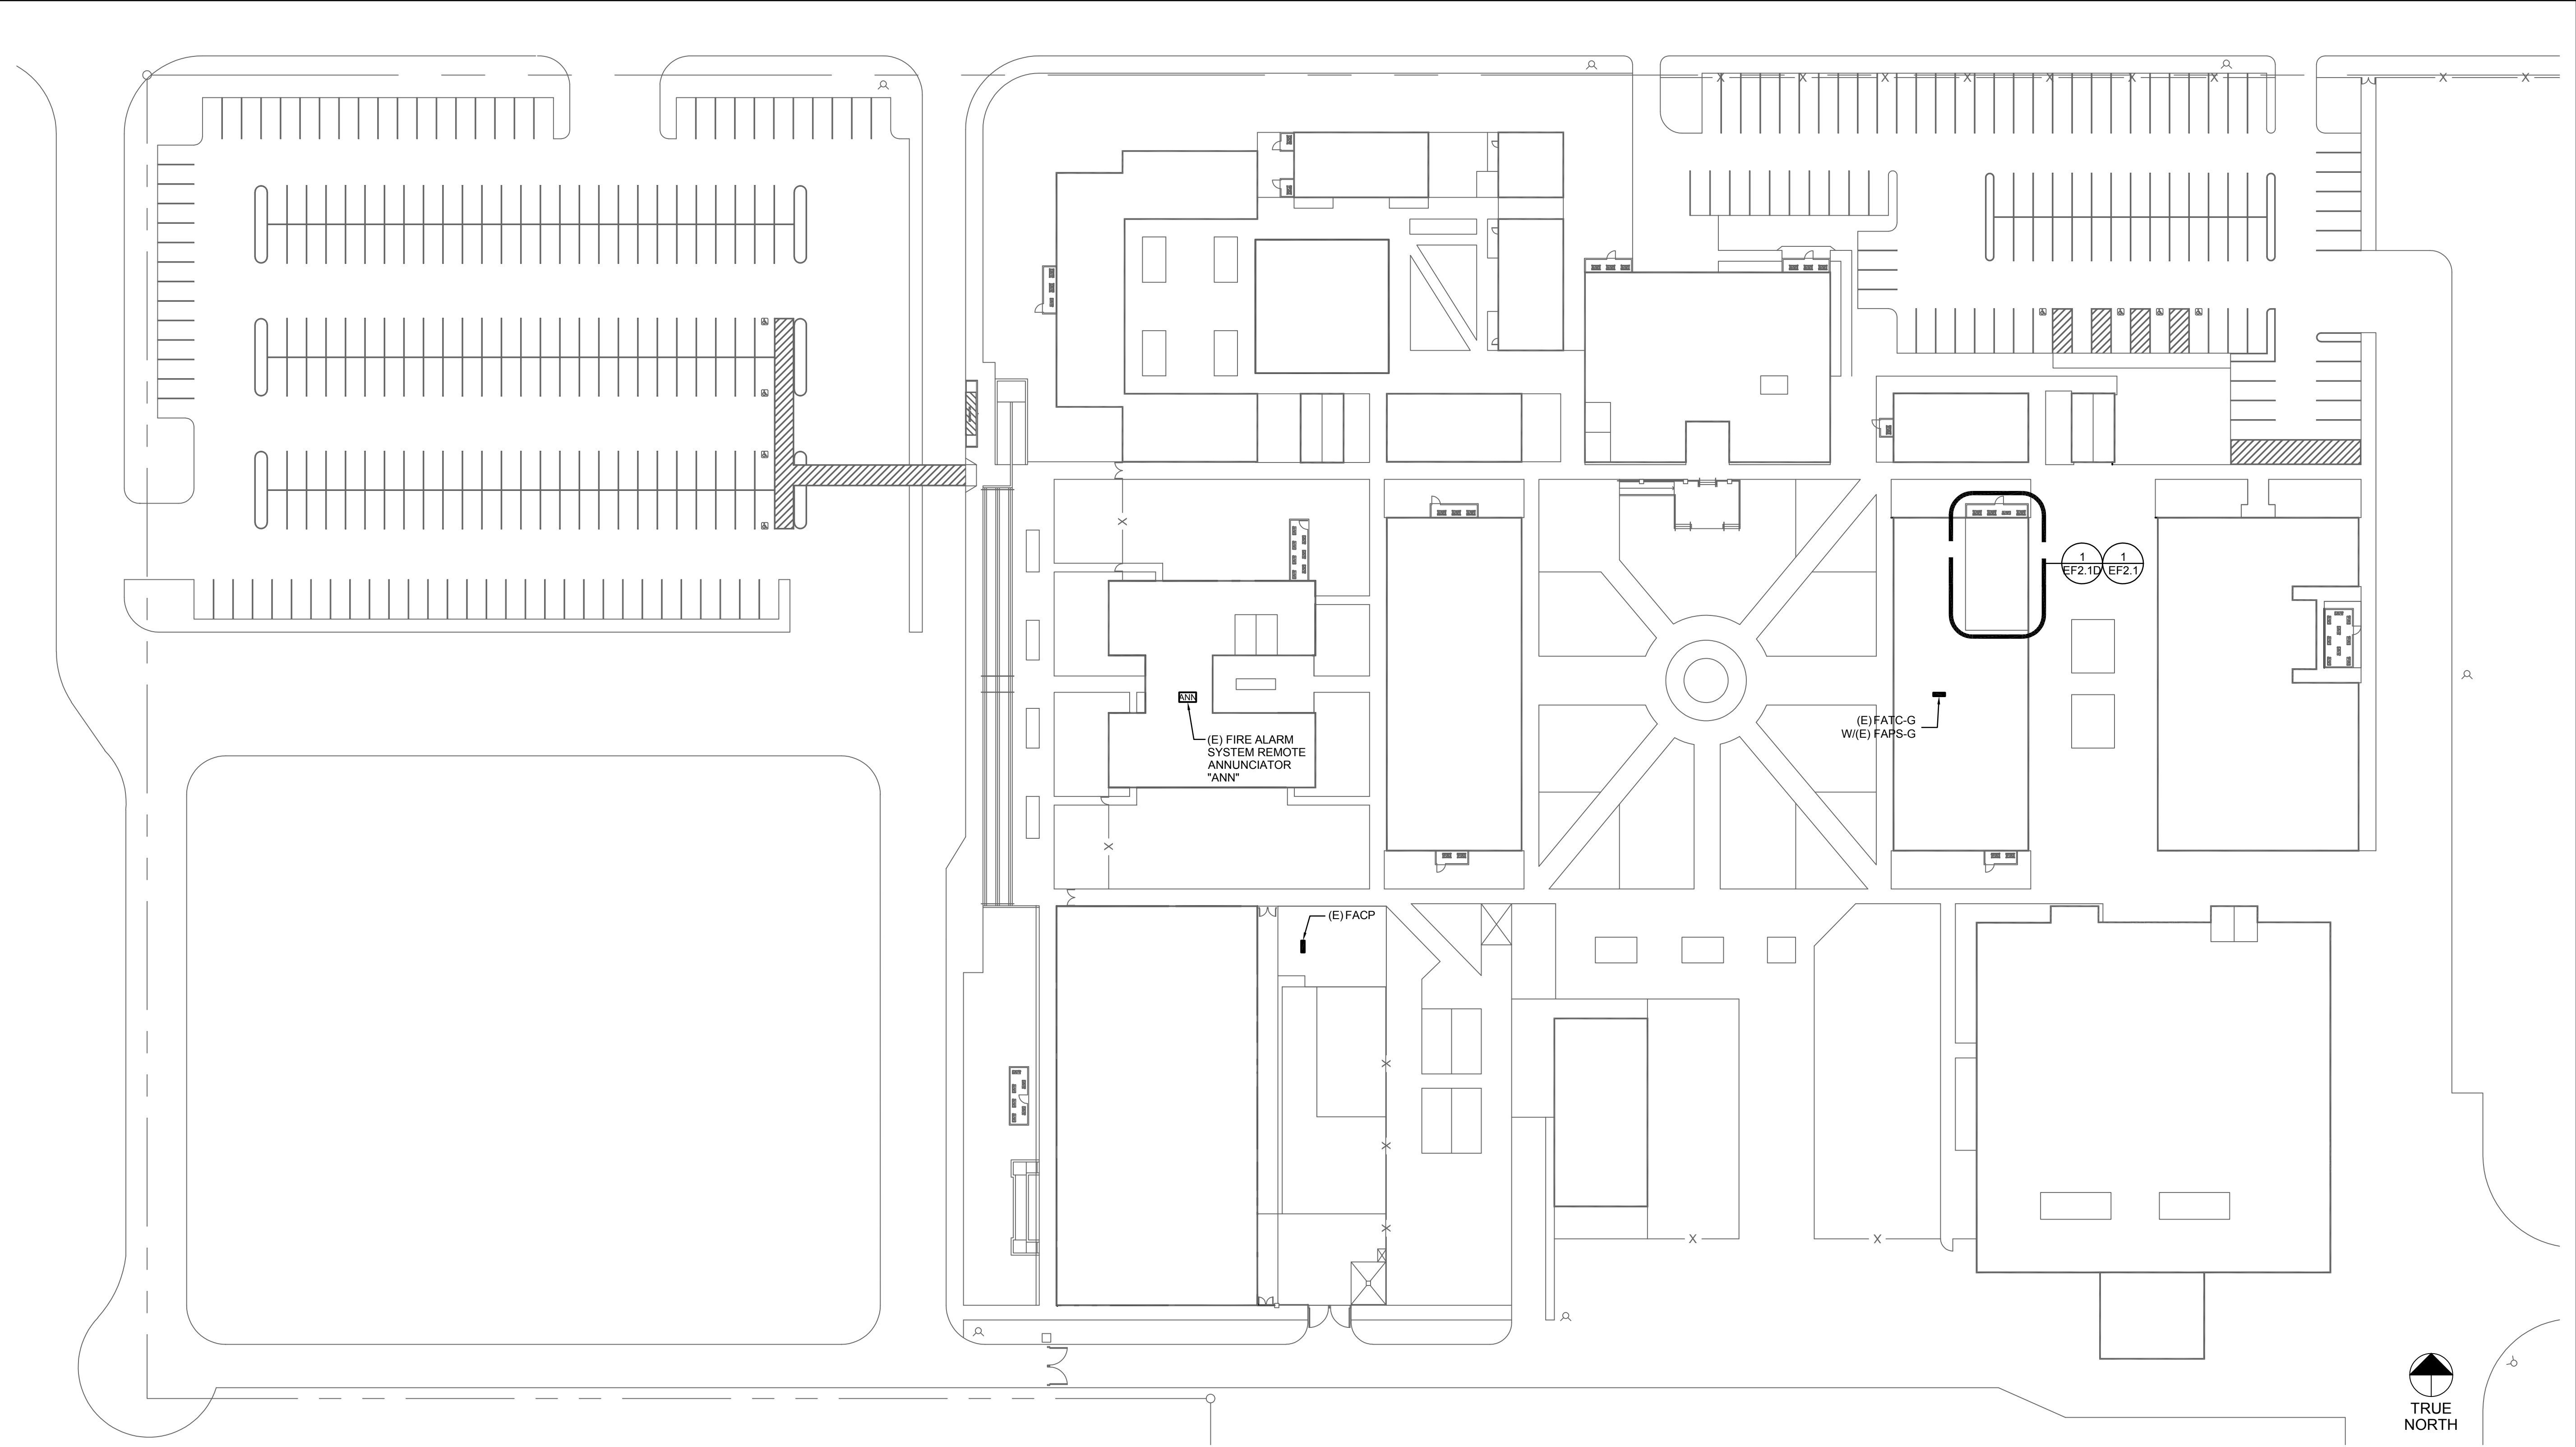 1
EF2.1D
1
EF2.1
ANN
(E) FATC-G
W/(E) FAPS-G
(E) FIRE ALARM
SYSTEM REMOTE
ANNUNCIATOR
"ANN"
(E) FACP
TRUE
NORTH